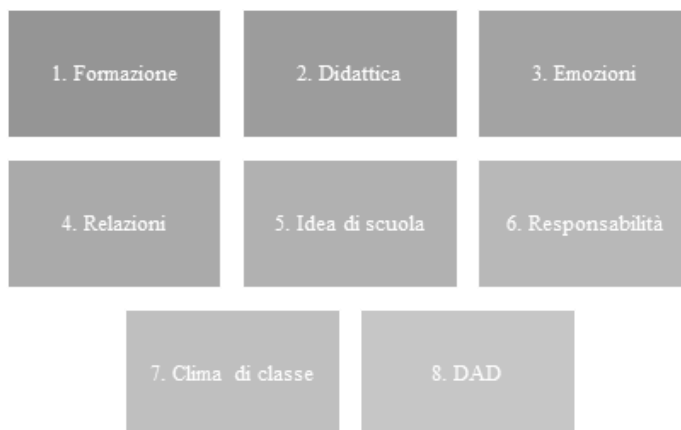 1. Formazione
2. Didattica
3. Emozioni
4. Relazioni
5. Idea di scuola
6. Responsabilità
7. Clima di classe
8. DAD